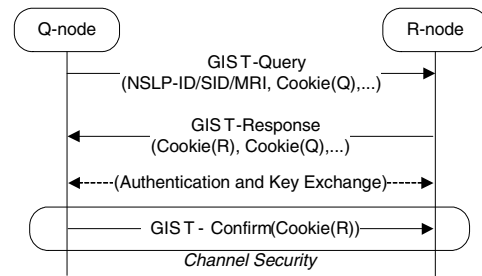 Q-node
R-node
GIST-Query
(NSLP-ID/SID/MRI, Cookie(Q),...)
GIST-Response
(Cookie(R), Cookie(Q),...)
(Authentication and Key Exchange)
GIST - Confirm(Cookie(R))
Channel Security